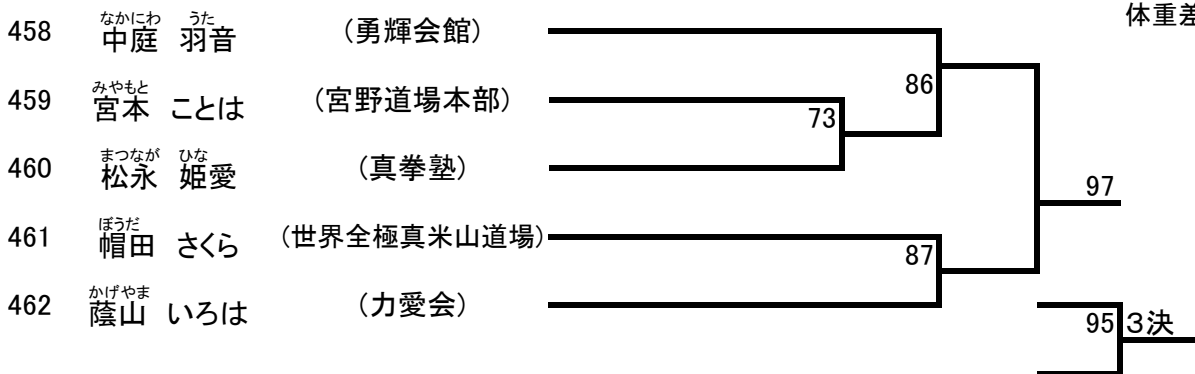 体重差
なかにわ うた
458 中庭 羽音 (勇輝会館)
86
みやもと
459 宮本 ことは (宮野道場本部)
73
まつなが ひな
460 松永 姫愛 (真拳塾)
97
ぼうだ
461 帽田 さくら (世界全極真米山道場)
87
かげやま
462 蔭山 いろは (力愛会)
95 3決